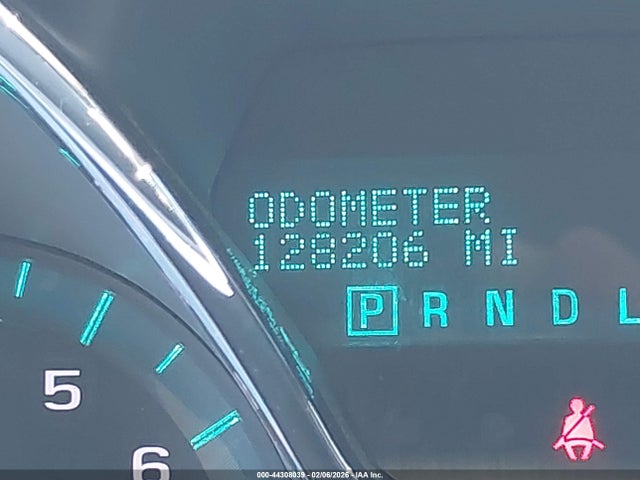 ODOMETER
128206 MI
P R N D L
5
6
000-44308039 - 02/06/2026 - IAA Inc.